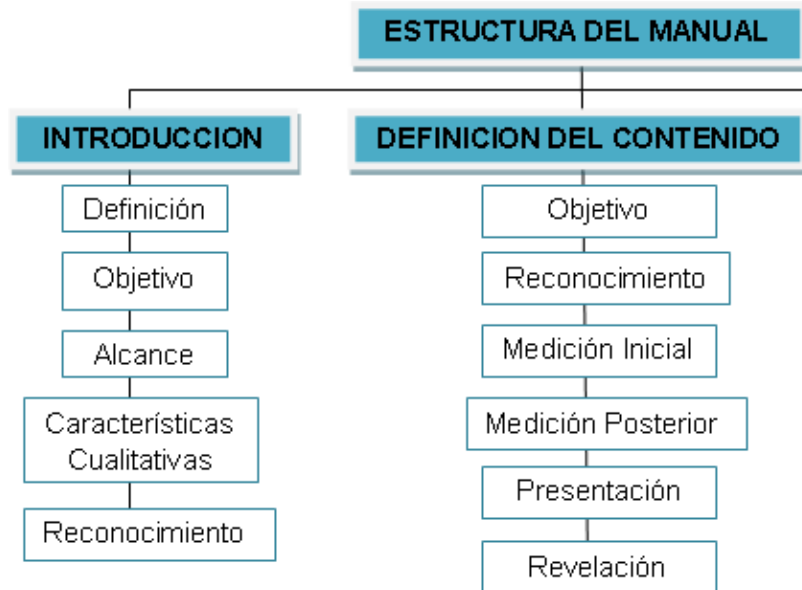 ESTRUCTURA DEL MANUAL
INTRODUCCION
Definición
Objetivo
Alcance
Características
Cualitativas
Reconocimiento
DEFINICION DEL CONTENIDO
Objetivo
Reconocimiento
Medición Inicial
Medición Posterior
Presentación
Revelación